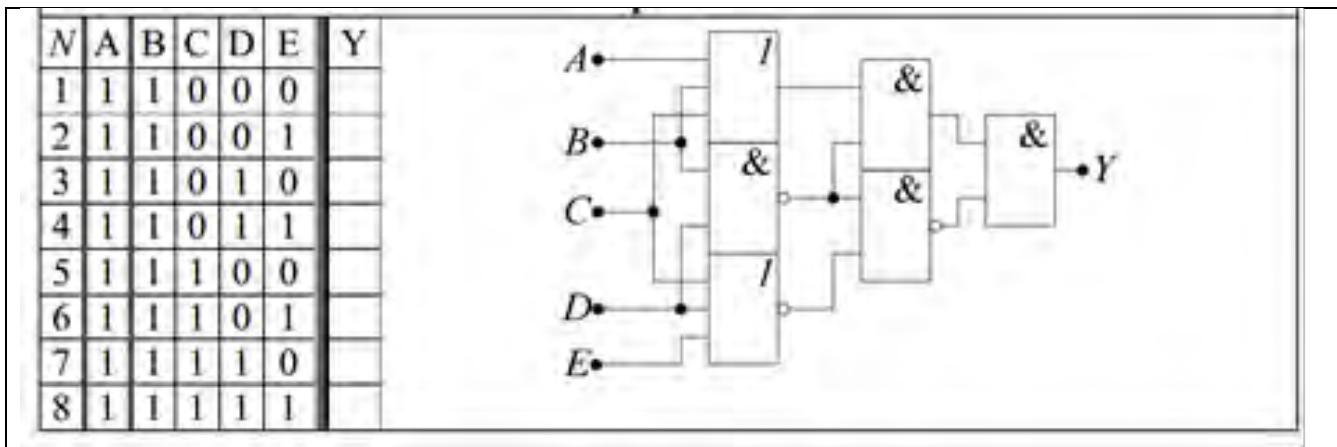 N A B C D E Y
1 1 1 0 0 0
2 1 1 0 0 1
3 1 1 0 1 0
4 1 1 0 1 1
5 1 1 1 0 0
6 1 1 1 0 1
7 1 1 1 1 0
8 1 1 1 1 1
A 1 &
B & & Y
C &
D 1
E